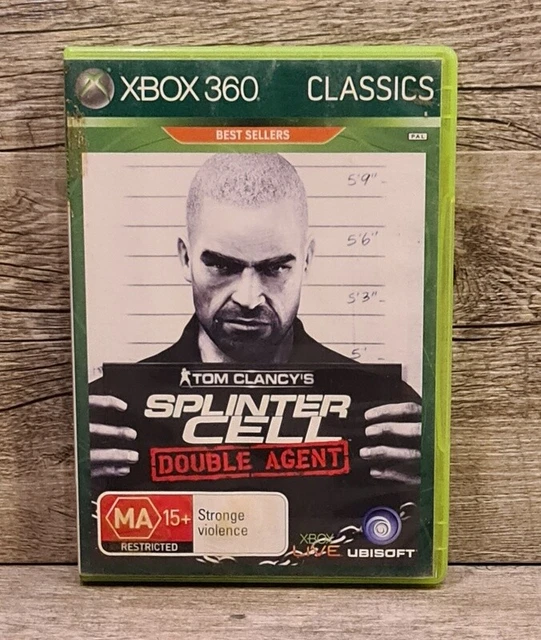 XBOX 360 CLASSICS
BEST SELLERS
PAL
5'9"
5'6"
5'3"
5'
TOM CLANCY'S
SPLINTER
CELL
DOUBLE AGENT
MA 15+
RESTRICTED
Stronge
violence
XBOX
LIVE
UBISOFT